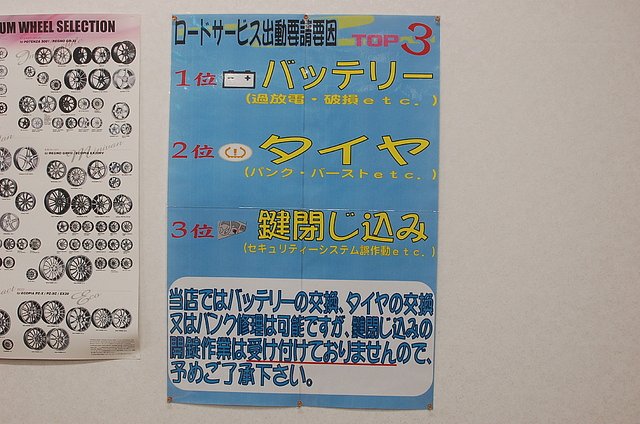 UM WHEEL SELECTION
ロードサービス出動要請要因 TOP3
1位 バッテリー
(過放電・破損etc.)
2位 タイヤ
(パンク・バーストetc.)
3位 鍵閉じ込み
(セキュリティーシステム誤作動etc.)
当店ではバッテリーの交換、タイヤの交換
又はパンク修理は可能ですが、鍵閉じ込みの
開錠作業は受け付けておりませんので、
予めご了承下さい。